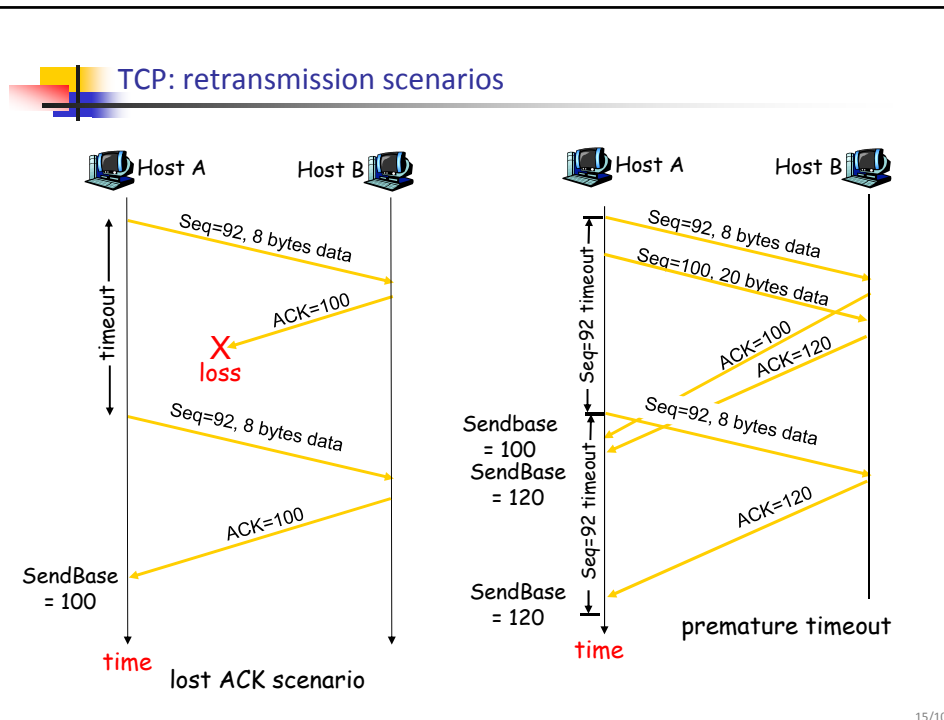 TCP: retransmission scenarios
Host A
Host B
Seq=92, 8 bytes data
ACK=100
timeout
X
loss
Seq=92, 8 bytes data
ACK=100
SendBase
= 100
time
lost ACK scenario
Host A
Host B
Seq=92, 8 bytes data
Seq=100, 20 bytes data
Seq=92 timeout
ACK=100
ACK=120
Seq=92, 8 bytes data
Sendbase
= 100
SendBase
= 120
Seq=92 timeout
ACK=120
SendBase
= 120
time
premature timeout